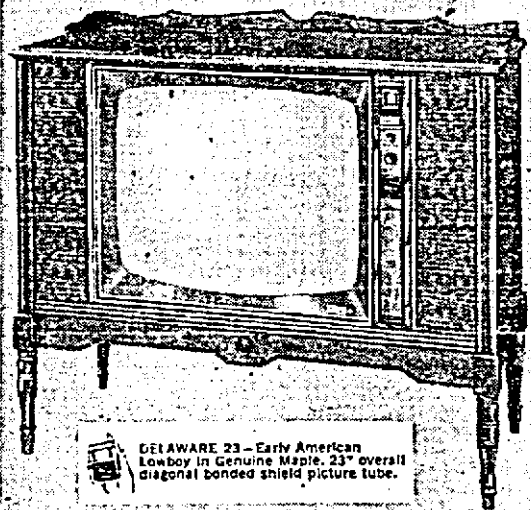 DELAWARE 23–Early American
Lowboy in Genuine Maple. 23" overall
diagonal bonded shield picture tube.